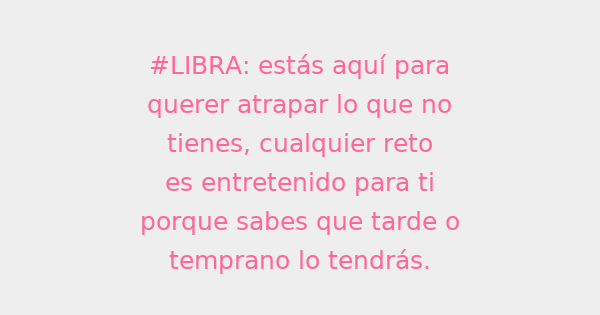 #LIBRA: estás aquí para
querer atrapar lo que no
tienes, cualquier reto
es entretenido para ti
porque sabes que tarde o
temprano lo tendrás.